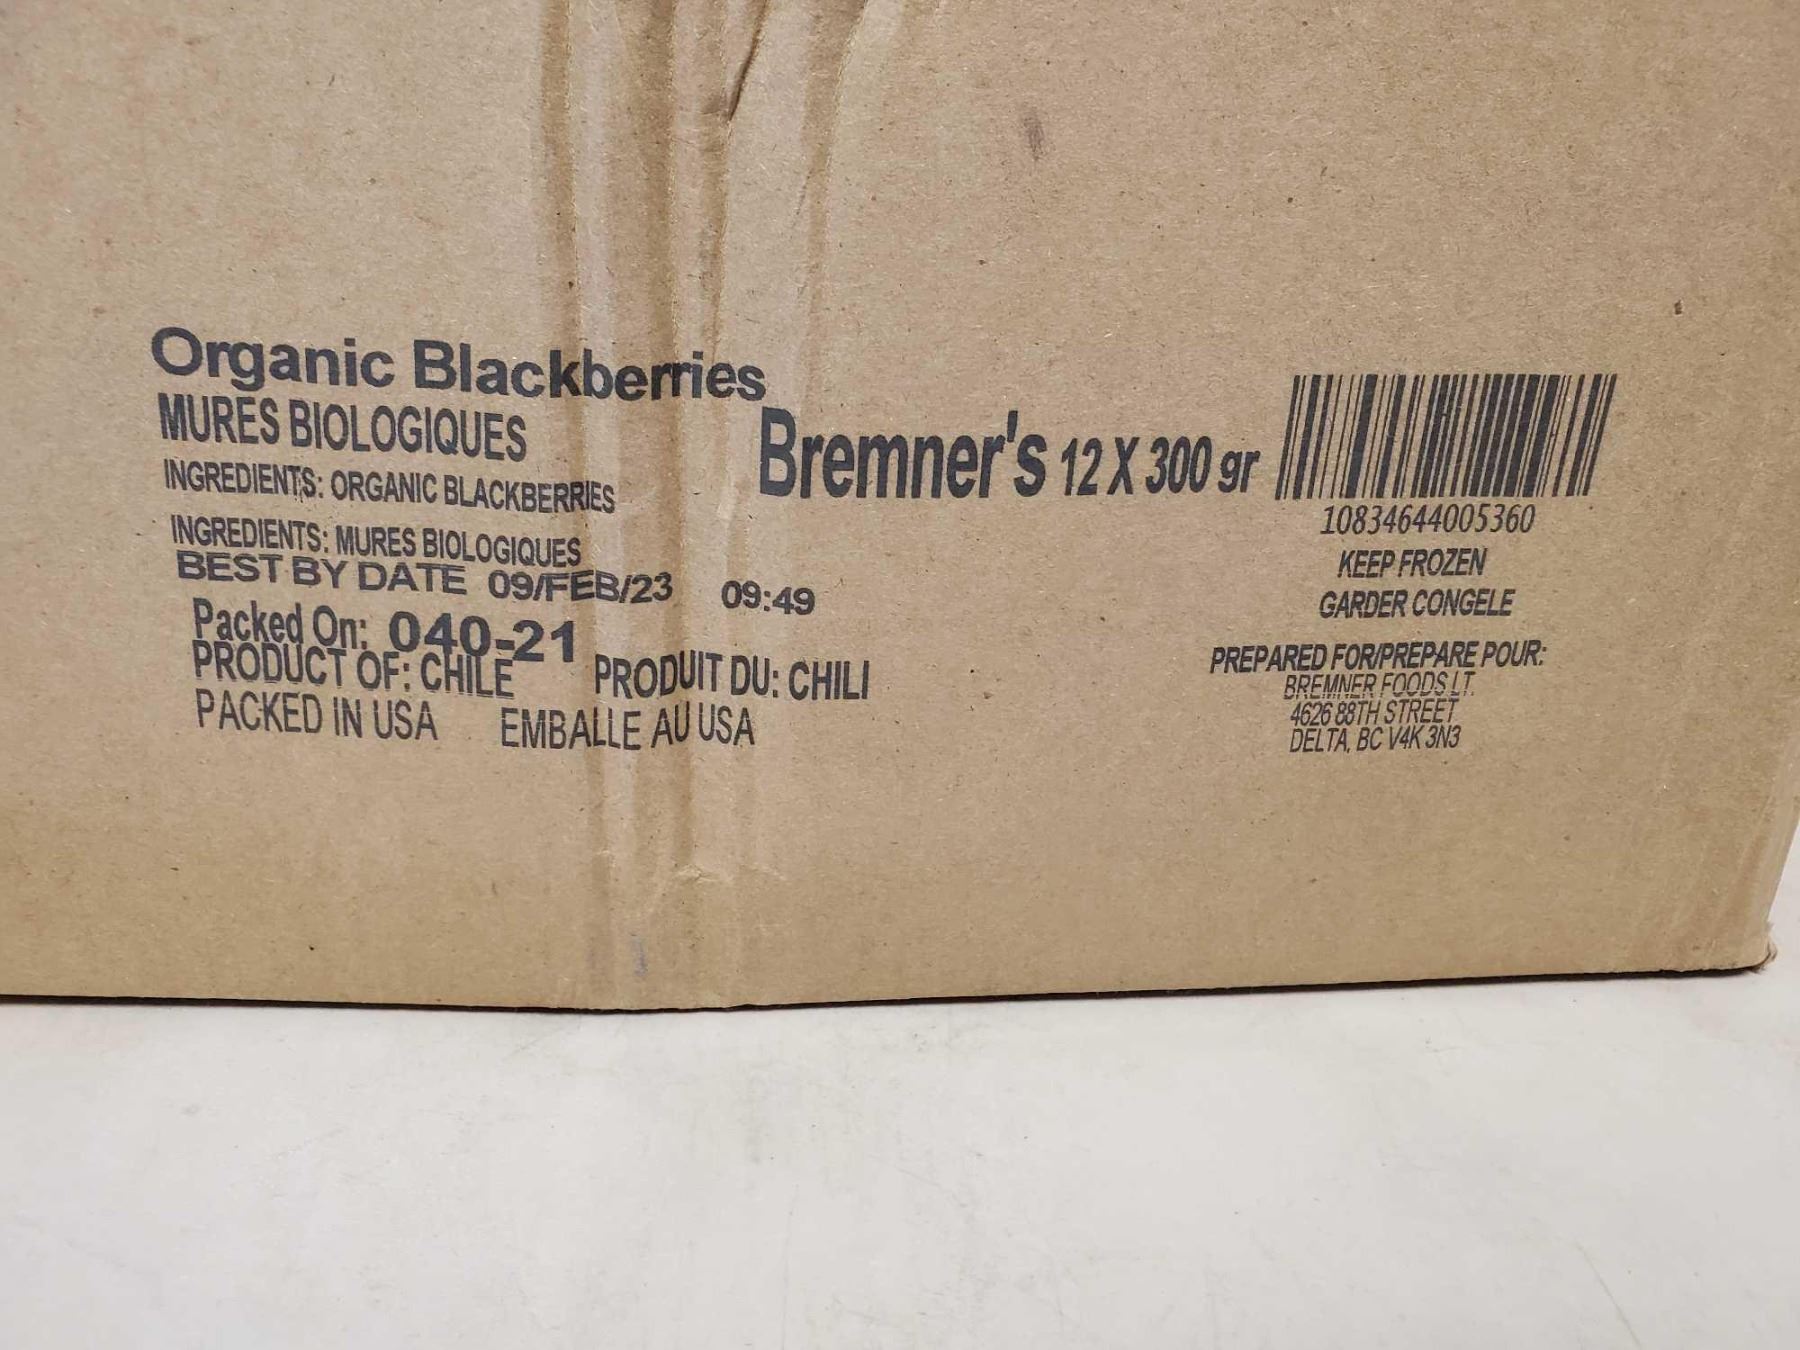 Organic Blackberries
MURES BIOLOGIQUES
INGREDIENTS: ORGANIC BLACKBERRIES
INGREDIENTS: MURES BIOLOGIQUES
BEST BY DATE 09/FEB/23 09:49
Packed On: 040-21
PRODUCT OF: CHILE PRODUIT DU: CHILI
PACKED IN USA EMBALLE AU USA
Bremner's 12 X 300 gr
10834644005360
KEEP FROZEN
GARDER CONGELE
PREPARED FOR/PREPARE POUR:
BREMNER FOODS LT.
4626 88TH STREET
DELTA, BC V4K 3N3